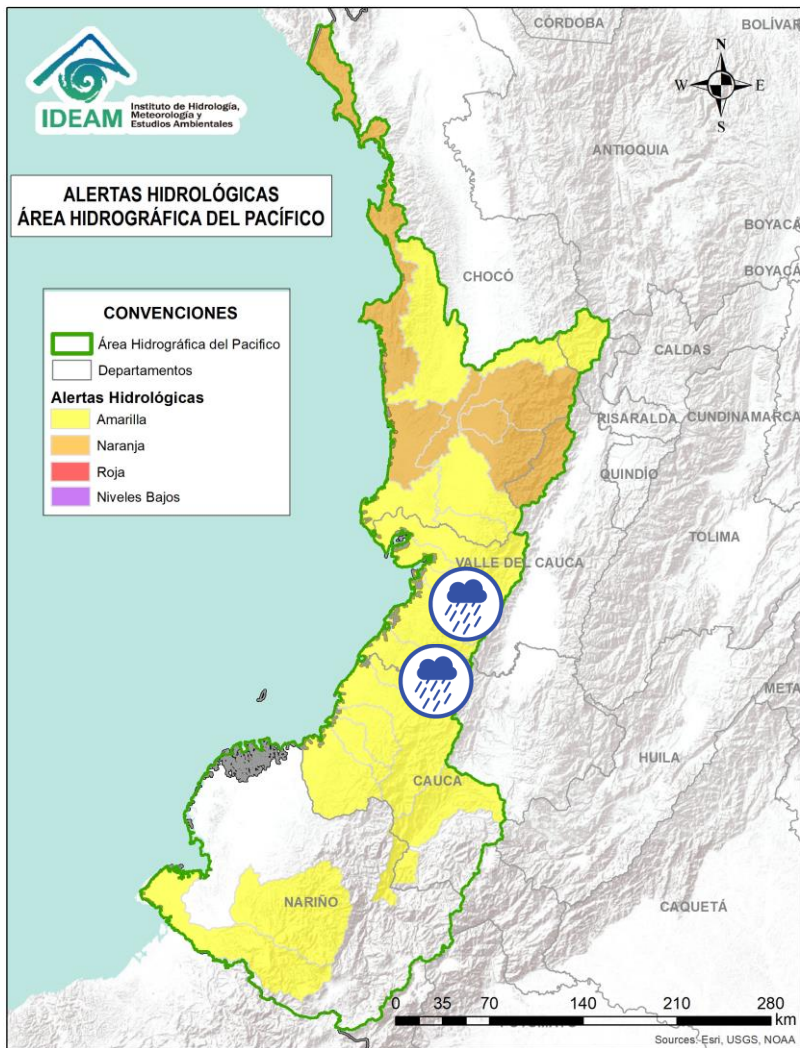 CÓRDOBA
BOLÍVAR
IDEAM
Instituto de Hidrología,
Meteorología y
Estudios Ambientales
N
W
E
S
ANTIOQUIA
ALERTAS HIDROLÓGICAS
ÁREA HIDROGRÁFICA DEL PACÍFICO
BOYACÁ
BOYACÁ
CHOCÓ
CONVENCIONES
Área Hidrográfica del Pacifico
Departamentos
Alertas Hidrológicas
Amarilla
Naranja
Roja
Niveles Bajos
CALDAS
RISARALDA
CUNDINAMARCA
QUINDÍO
TOLIMA
VALLE DEL CAUCA
META
HUILA
CAUCA
NARIÑO
CAQUETÁ
0 35 70 140 210 280
km
Sources: Esri, USGS, NOAA